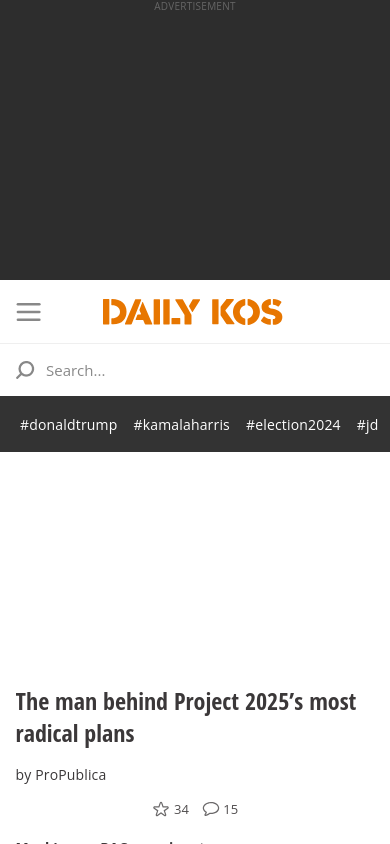 ADVERTISEMENT
DAILY KOS
Search...
#donaldtrump #kamalaharris #election2024 #jd
The man behind Project 2025’s most
radical plans
by ProPublica
34 15